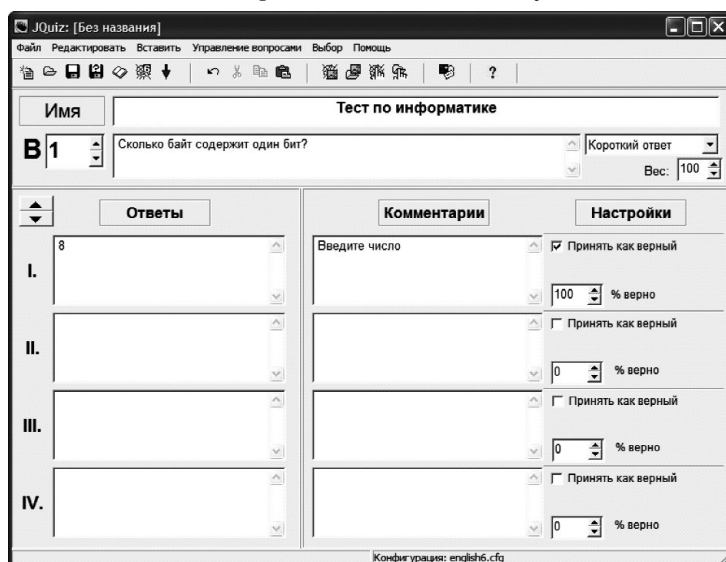 JQuiz: [Без названия]
Файл Редактировать Вставить Управление вопросами Выбор Помощь
?
Имя Тест по информатике
В 1 Сколько байт содержит один бит? Короткий ответ
Вес: 100
Ответы Комментарии Настройки
I. 8 Введите число Принять как верный
100 % верно
II. Принять как верный
0 % верно
III. Принять как верный
0 % верно
IV. Принять как верный
0 % верно
Конфигурация: english6.cfg